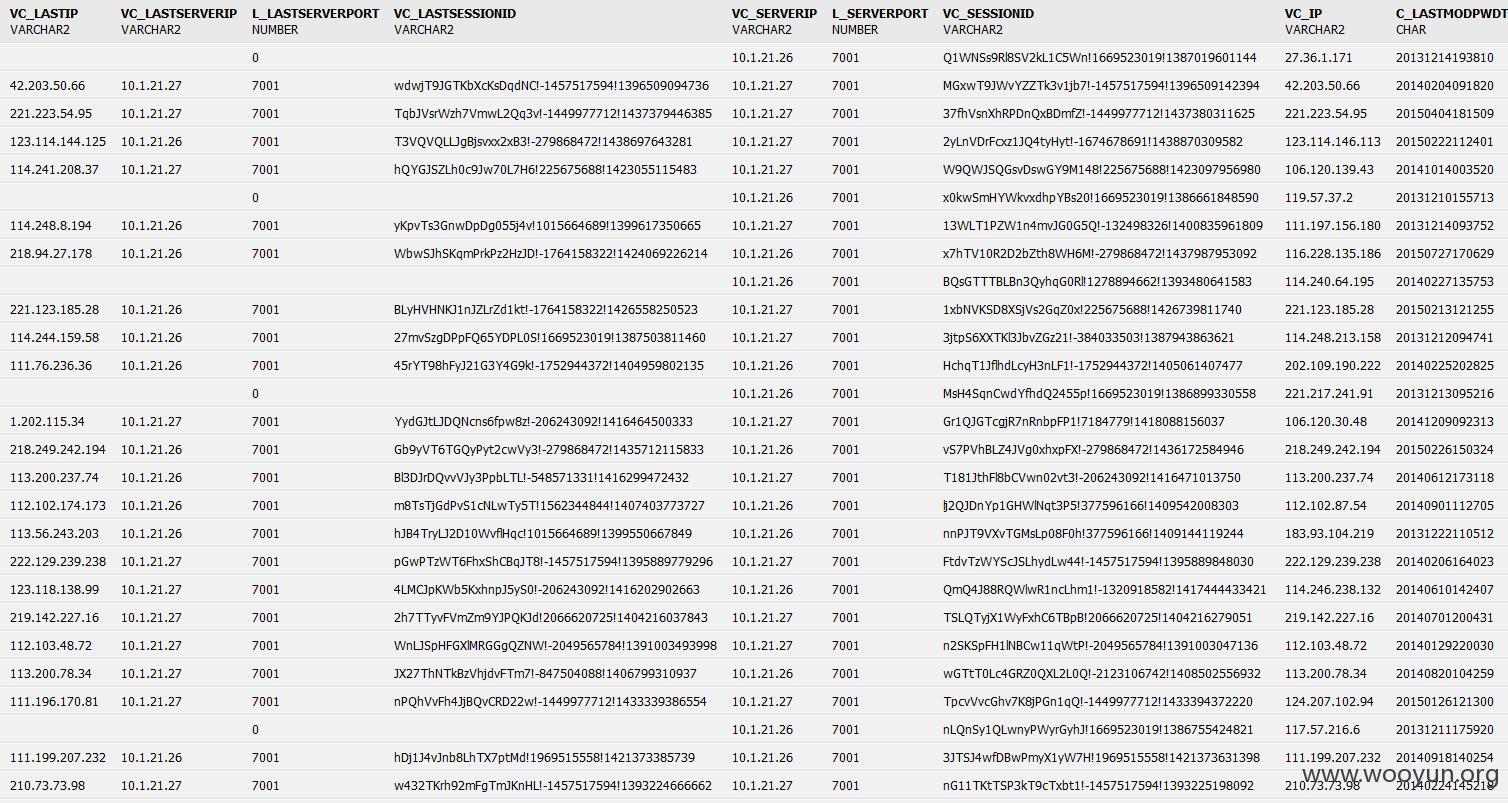 VC_LASTIP VC_LASTSERVERIP L_LASTSERVERPORT VC_LASTSESSIONID VC_SERVERIP L_SERVERPORT VC_SESSIONID VC_IP C_LASTMODPWDT
VARCHAR2 VARCHAR2 NUMBER VARCHAR2 VARCHAR2 NUMBER VARCHAR2 VARCHAR2 CHAR
0 10.1.21.26 7001 Q1WNSs9Rl8SV2kL1C5Wn!1669523019!1387019601144 27.36.1.171 20131214193810
42.203.50.66 10.1.21.27 7001 wdwjT9JGTKbXcKsDqdNC!-1457517594!1396509094736 10.1.21.27 7001 MGxwT9JWvYZZTk3v1jb7!-1457517594!1396509142394 42.203.50.66 20140204091820
221.223.54.95 10.1.21.27 7001 TqbJVsrWzh7VmwL2Qq3v!-1449977712!1437379446385 10.1.21.27 7001 37fhVsnXhRPDnQxBDmfZ!-1449977712!1437380311625 221.223.54.95 20150404181509
123.114.144.125 10.1.21.26 7001 T3VQVQLLJgBjsvxx2xB3!-279868472!1438697643281 10.1.21.27 7001 2yLnVDrFcxz1JQ4tyHyt!-1674678691!1438870309582 123.114.146.113 20150222112401
114.241.208.37 10.1.21.26 7001 hQYGJSZLh0c9Jw70L7H6!225675688!1423055115483 10.1.21.26 7001 W9QWJSQGsvDswGY9M148!225675688!1423097956980 106.120.139.43 20141014003520
0 10.1.21.26 7001 x0kwSmHYWkvxdhpYBs20!1669523019!1386661848590 119.57.37.2 20131210155713
114.248.8.194 10.1.21.26 7001 yKpvTs3GnwDpDg055j4v!1015664689!1399617350665 10.1.21.27 7001 13WLT1PZW1n4mvJG0G5Q!-132498326!1400835961809 111.197.156.180 20131214093752
218.94.27.178 10.1.21.26 7001 WbwSJhSKqmPrkPz2HzJD!-1764158322!1424069226214 10.1.21.26 7001 x7hTV10R2D2bZth8WH6M!-279868472!1437987953092 116.228.135.186 20150727170629
10.1.21.26 7001 BQsGTTTBLBn3QyhqG0Rl!1278894662!1393480641583 114.240.64.195 20140227135753
221.123.185.28 10.1.21.26 7001 BLyHVHNKJ1nJZLrZd1kt!-1764158322!1426558250523 10.1.21.26 7001 1xbNVKSD8XSjVs2GqZ0x!225675688!1426739811740 221.123.185.28 20150213121255
114.244.159.58 10.1.21.26 7001 27mvSzgDPpFQ65YDPL0S!1669523019!1387503811460 10.1.21.27 7001 3jtpS6XXTKl3JbvZGz21!-384033503!1387943863621 114.248.213.158 20131212094741
111.76.236.36 10.1.21.26 7001 45rYT98hFyJ21G3Y4G9k!-1752944372!1404959802135 10.1.21.26 7001 HchqT1JflhdLcyH3nLF1!-1752944372!1405061407477 202.109.190.222 20140225202825
0 10.1.21.26 7001 MsH4SqnCwdYfhdQ2455p!1669523019!1386899330558 221.217.241.91 20131213095216
1.202.115.34 10.1.21.27 7001 YydGJtLJDQNcns6fpw8z!-206243092!1416464500333 10.1.21.27 7001 Gr1QJGTcgjR7nRnbpFP1!7184779!1418088156037 106.120.30.48 20141209092313
218.249.242.194 10.1.21.26 7001 Gb9yVT6TGQyPyt2cwVy3!-279868472!1435712115833 10.1.21.26 7001 vS7PVhBLZ4JVg0xhxpFX!-279868472!1436172584946 218.249.242.194 20150226150324
113.200.237.74 10.1.21.26 7001 Bl3DJrDQvvVJy3PpbLTL!-548571331!1416299472432 10.1.21.27 7001 T181JthFl8bCVwn02vt3!-206243092!1416471013750 113.200.237.74 20140612173118
112.102.174.173 10.1.21.26 7001 m8TsTjGdPvS1cNLwTy5T!1562344844!1407403773727 10.1.21.26 7001 lj2QJDnYp1GHWlNqt3P5!377596166!1409542008303 112.102.87.54 20140901112705
113.56.243.203 10.1.21.26 7001 hJB4TryLJ2D10WvflHqc!1015664689!1399550667849 10.1.21.26 7001 nnPJT9VXvTGMsLp08F0h!377596166!1409144119244 183.93.104.219 20131222110512
222.129.239.238 10.1.21.27 7001 pGwPTzWT6FhxShCBqJT8!-1457517594!1395889779296 10.1.21.27 7001 FtdvTzWYScJSLhydLw44!-1457517594!1395889848030 222.129.239.238 20140206164023
123.118.138.99 10.1.21.27 7001 4LMCJpKWb5KxhnpJ5yS0!-206243092!1416202902663 10.1.21.26 7001 QmQ4J88RQWlwR1ncLhm1!-1320918582!1417444433421 114.246.238.132 20140610142407
219.142.227.16 10.1.21.27 7001 2h7TTyvFVmZm9YJPQKJd!2066620725!1404216037843 10.1.21.27 7001 TSLQTyjX1WyFxhC6TBpB!2066620725!1404216279051 219.142.227.16 20140701200431
112.103.48.72 10.1.21.27 7001 WnLJSpHFGXlMRGGgQZNW!-2049565784!1391003493998 10.1.21.27 7001 n2SKSpFH1lNBCw11qWtP!-2049565784!1391003047136 112.103.48.72 20140129220030
113.200.78.34 10.1.21.27 7001 JX27ThNTkBzVhjdvFTm7!-847504088!1406799310937 10.1.21.26 7001 wGTtT0Lc4GRZ0QXL2L0Q!-2123106742!1408502556932 113.200.78.34 20140820104259
111.196.170.81 10.1.21.27 7001 nPQhVvFh4JjBQvCRD22w!-1449977712!1433339386554 10.1.21.27 7001 TpcvVvcGhv7K8jPGn1qQ!-1449977712!1433394372220 124.207.102.94 20150126121300
0 10.1.21.26 7001 nLQnSy1QLwnyPWyrGyhJ!1669523019!1386755424821 117.57.216.6 20131211175920
111.199.207.232 10.1.21.26 7001 hDj1J4vJnb8LhTX7ptMd!1969515558!1421373385739 10.1.21.26 7001 3JTSJ4wfDBwPmyX1yW7H!1969515558!1421373631398 111.199.207.232 20140918140254
210.73.73.98 10.1.21.27 7001 w432TKrh92mFgTmJKnHL!-1457517594!1393224666662 10.1.21.27 7001 nG11TKtTSP3kT9cTxbt1!-1457517594!1393225198092 210.73.73.98 20140224145218
www.wooyun.org